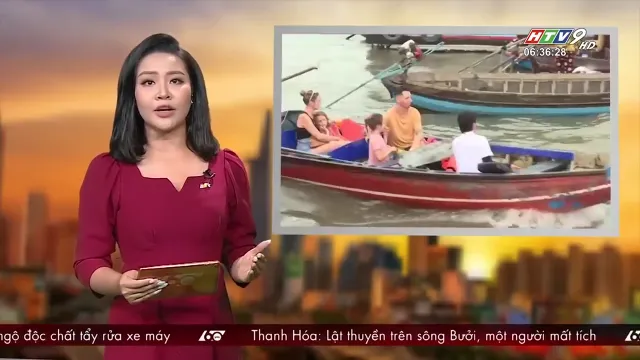 HTV9 HD
06:36:28
ngộ độc chất tẩy rửa xe máy
Thanh Hóa: Lật thuyền trên sông Bưởi, một người mất tích